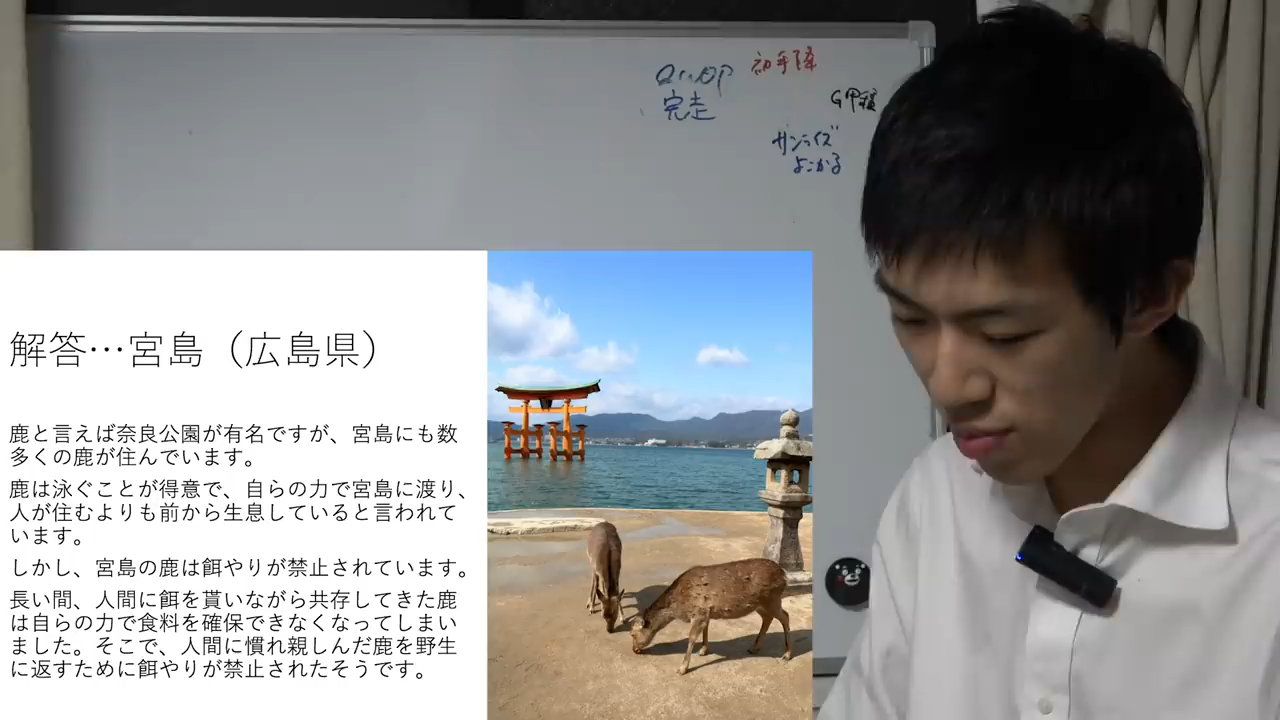 初手降
完走
G甲種
サンライズ
よこがる
解答…宮島（広島県）
鹿と言えば奈良公園が有名ですが、宮島にも数
多くの鹿が住んでいます。
鹿は泳ぐことが得意で、自らの力で宮島に渡り、
人が住むよりも前から生息していると言われて
います。
しかし、宮島の鹿は餌やりが禁止されています。
長い間、人間に餌を貰いながら共存してきた鹿
は自らの力で食料を確保できなくなってしまい
ました。そこで、人間に慣れ親しんだ鹿を野生
に返すために餌やりが禁止されたそうです。